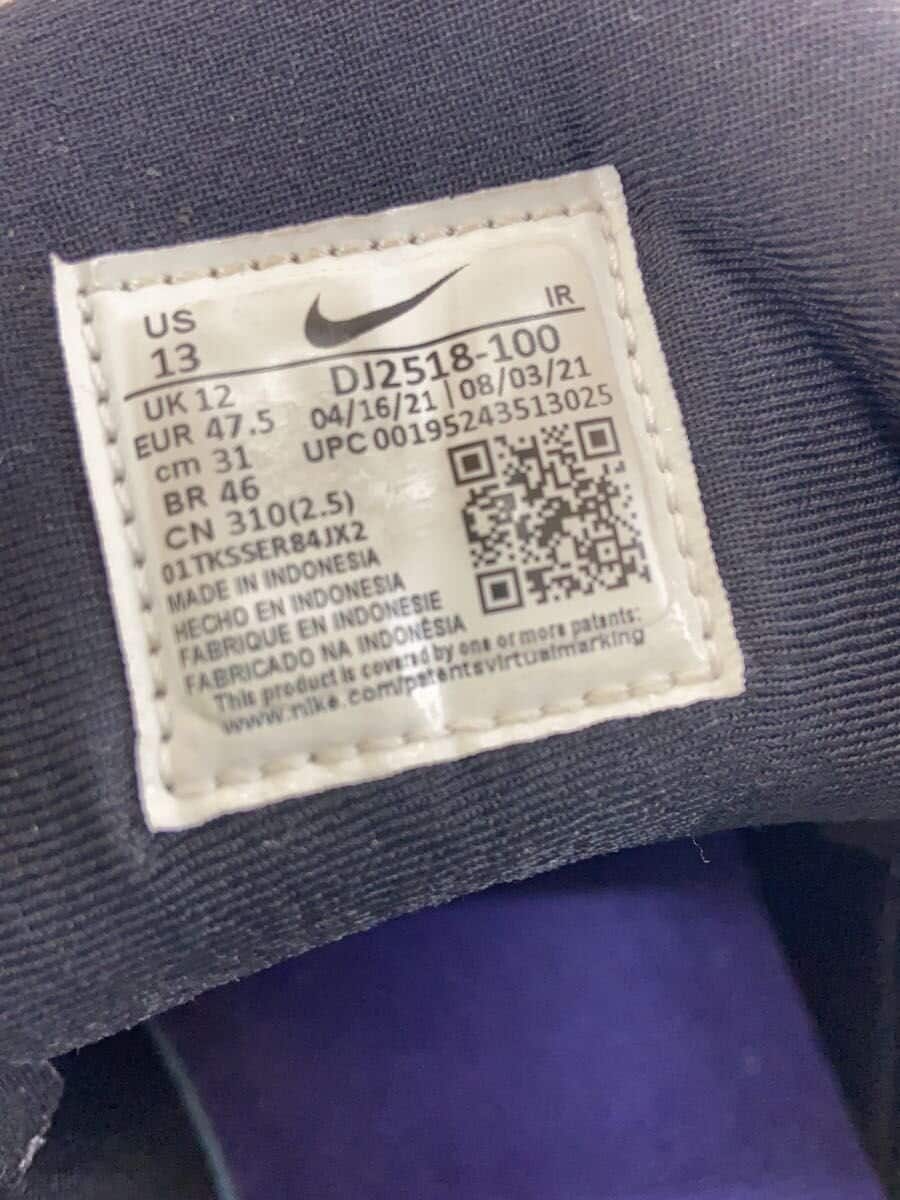 US
13
IR
UK 12
EUR 47.5
cm 31
BR 46
CN 310(2.5)
DJ2518-100
04/16/21 | 08/03/21
UPC 00195243513025
01TKSSER84JX2
MADE IN INDONESIA
HECHO EN INDONESIA
FABRIQUE EN INDONESIE
FABRICADO NA INDONÉSIA
This product is covered by one or more patents:
www.nike.com/patentsvirtualmarking